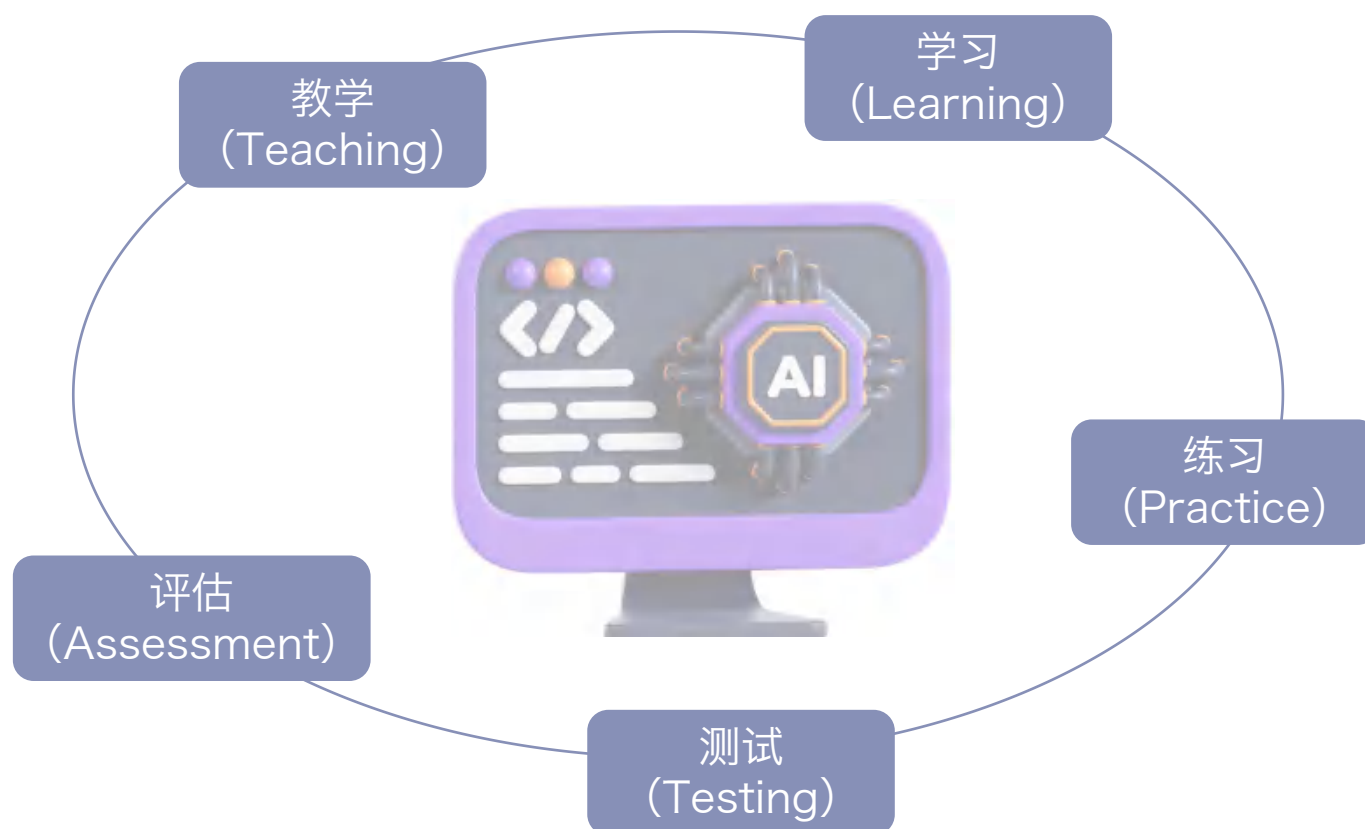 教学
（Teaching）
学习
（Learning）
练习
（Practice）
测试
（Testing）
评估
（Assessment）
</>
AI